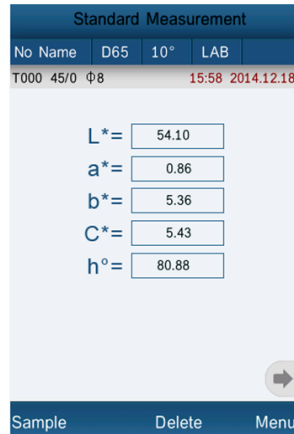 Standard Measurement
No Name D65 10° LAB
T000 45/0 Φ8 15:58 2014.12.18
L*= 54.10
a*= 0.86
b*= 5.36
C*= 5.43
h°= 80.88
Sample Delete Menu